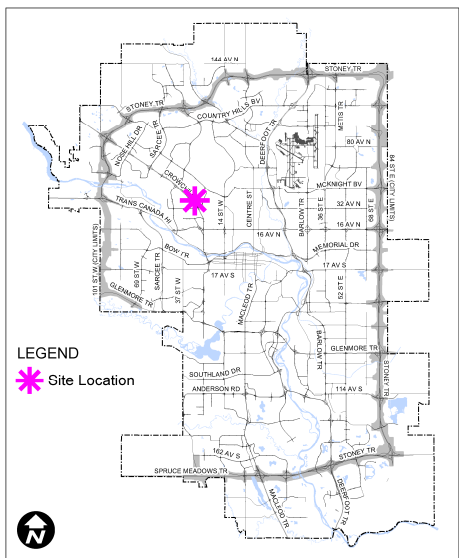 144 AV N
STONEY TR
STONEY TR
COUNTRY HILLS BV
METIS TR
NOSE HILL DR
SARCEE TR
DEERFOOT TR
80 AV N
84 ST E (CITY LIMITS)
CROWCH
MCKNIGHT BV
TRANS CANADA HI
14 ST W
CENTRE ST
BARLOW TR
36 ST E
32 AV N
68 ST E
16 AV N
16 AV N
101 ST W (CITY LIMITS)
BOW TR
MEMORIAL DR
69 ST W
SARCEE TR
37 ST W
17 AV S
17 AV S
52 ST E
GLENMORE TR
MACLEOD TR
BARLOW TR
GLENMORE TR
LEGEND
Site Location
SOUTHLAND DR
ANDERSON RD
114 AV S
STONEY TR
162 AV S
STONEY TR
SPRUCE MEADOWS TR
MACLEOD TR
DEERFOOT TR
N